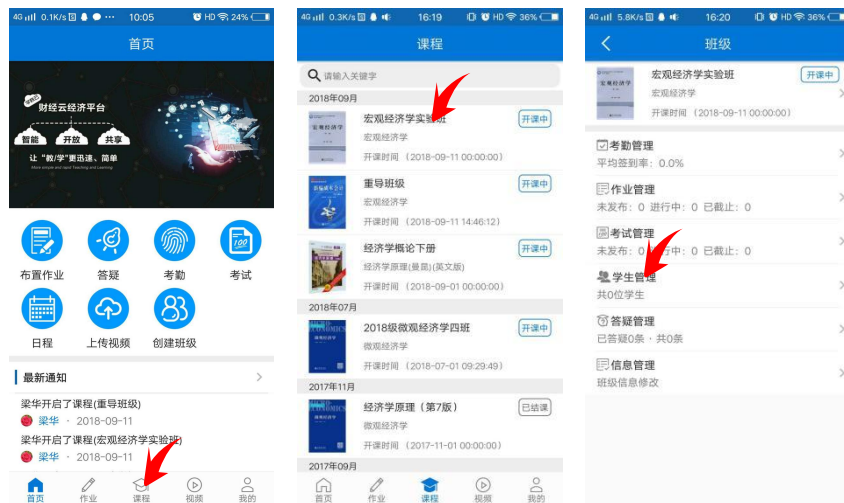 4G 0.1K/s ··· 10:05 HD 24%
首页
财经云经济平台
智能 开放 共享
让“教/学”更迅速、简单
More simple and rapid Teaching and Learning
布置作业 答疑 考勤 考试
日程 上传视频 创建班级
最新通知
梁华开启了课程(重导班级)
梁华 · 2018-09-11
梁华开启了课程(宏观经济学实验班)
梁华 · 2018-09-11
首页 作业 课程 视频 我的
4G 0.3K/s 16:19 HD 36%
课程
请输入关键字
2018年09月
宏观经济学实验班 开课中
宏观经济学
开课时间 (2018-09-11 00:00:00)
重导班级 开课中
宏观经济学
开课时间 (2018-09-11 14:46:12)
经济学概论下册 开课中
经济学原理(曼昆)(英文版)
开课时间 (2018-09-01 00:00:00)
2018年07月
2018级微观经济学四班 开课中
微观经济学
开课时间 (2018-07-01 09:29:49)
2017年11月
经济学原理（第7版） 已结课
微观经济学
开课时间 (2017-11-01 00:00:00)
2017年09月
首页 作业 课程 视频 我的
4G 5.8K/s 16:20 HD 36%
班级
宏观经济学实验班 开课中
宏观经济学
开课时间 (2018-09-11 00:00:00)
考勤管理
平均签到率: 0.0%
作业管理
未发布: 0 进行中: 0 已截止: 0
考试管理
未发布: 0 进行中: 0 已截止: 0
学生管理
共0位学生
答疑管理
已答疑0条 · 共0条
信息管理
班级信息修改